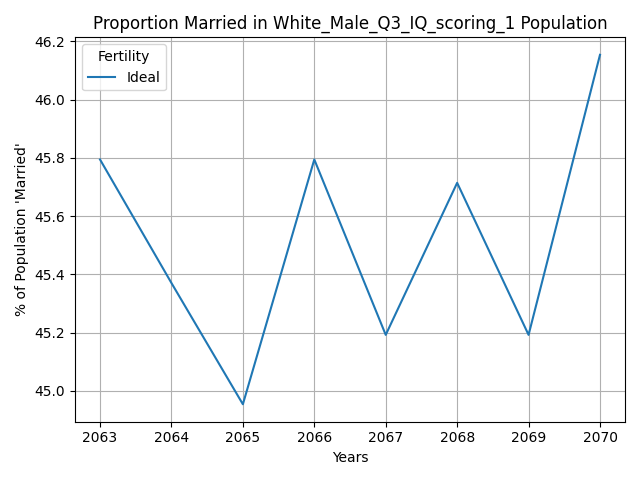 Proportion Married in White_Male_Q3_IQ_scoring_1 Population
Fertility
Ideal
% of Population 'Married'
46.2
46.0
45.8
45.6
45.4
45.2
45.0
2063 2064 2065 2066 2067 2068 2069 2070
Years